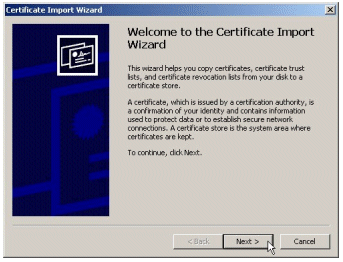 Certificate Import Wizard
Welcome to the Certificate Import
Wizard
This wizard helps you copy certificates, certificate trust
lists, and certificate revocation lists from your disk to a
certificate store.
A certificate, which is issued by a certification authority, is
a confirmation of your identity and contains information
used to protect data or to establish secure network
connections. A certificate store is the system area where
certificates are kept.
To continue, click Next.
< Back
Next >
Cancel